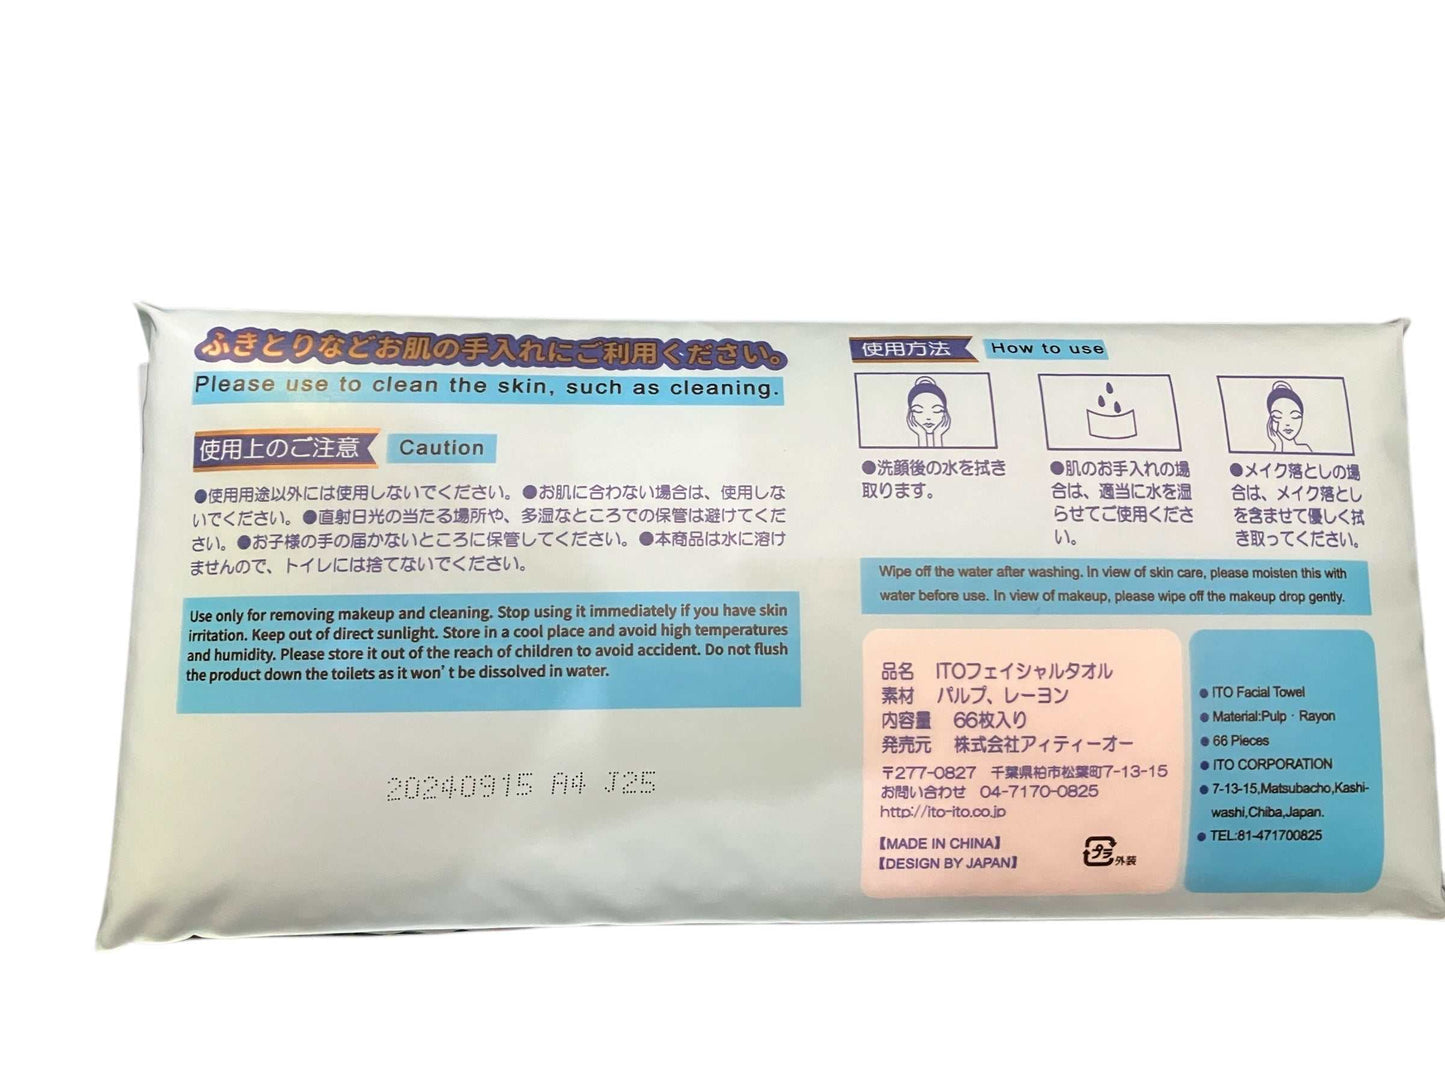 ふきとりなどお肌の手入れにご利用ください。
Please use to clean the skin, such as cleaning.
使用上のご注意 Caution
●使用用途以外には使用しないでください。●お肌に合わない場合は、使用しな
いでください。●直射日光の当たる場所や、多湿なところでの保管は避けてくだ
さい。●お子様の手の届かないところに保管してください。●本商品は水に溶け
ませんので、トイレには捨てないでください。
Use only for removing makeup and cleaning. Stop using it immediately if you have skin
irritation. Keep out of direct sunlight. Store in a cool place and avoid high temperatures
and humidity. Please store it out of the reach of children to avoid accident. Do not flush
the product down the toilets as it won't be dissolved in water.
20240915 A4 J25
使用方法 How to use
●洗顔後の水を拭き
取ります。
●肌のお手入れの場
合は、適当に水を湿
らせてご使用くださ
い。
●メイク落としの場
合は、メイク落とし
を含ませて優しく拭
き取ってください。
Wipe off the water after washing. In view of skin care, please moisten this with
water before use. In view of makeup, please wipe off the makeup drop gently.
品名 ITOフェイシャルタオル
素材 パルプ、レーヨン
内容量 66枚入り
発売元 株式会社アイティーオー
〒277-0827 千葉県柏市松葉町7-13-15
お問い合わせ 04-7170-0825
http://ito-ito.co.jp
【MADE IN CHINA】
【DESIGN BY JAPAN】
プラ 外装
● ITO Facial Towel
● Material:Pulp · Rayon
● 66 Pieces
● ITO CORPORATION
● 7-13-15,Matsubacho,Kashi-
washi,Chiba,Japan.
● TEL:81-471700825